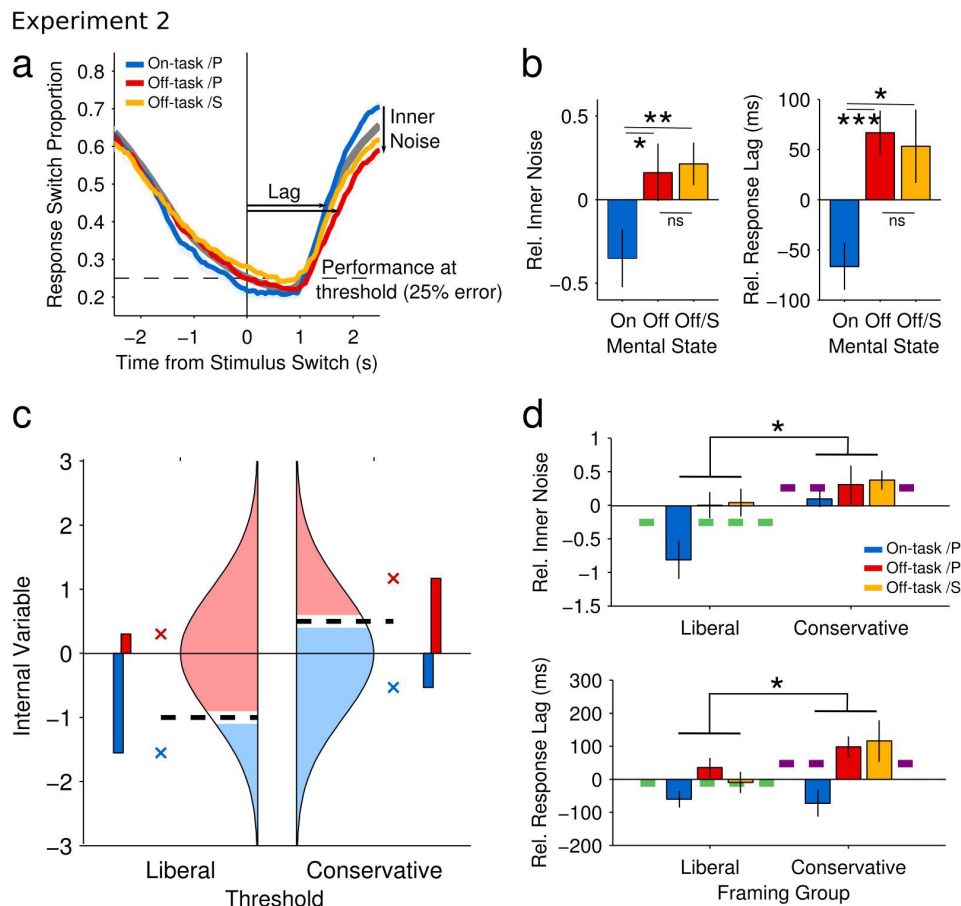 Experiment 2
a
Response Switch Proportion
0.8
0.7
0.6
0.5
0.4
0.3
0.2
On-task /P
Off-task /P
Off-task /S
Inner
Noise
Lag
Performance at
threshold (25% error)
−2
−1
0
1
2
Time from Stimulus Switch (s)
b
Rel. Inner Noise
0.5
0
−0.5
**
*
ns
On Off Off/S
Mental State
Rel. Response Lag (ms)
100
50
0
−50
−100
*
***
ns
On Off Off/S
Mental State
c
Internal Variable
3
2
1
0
−1
−2
−3
Liberal
Conservative
Threshold
d
Rel. Inner Noise
1
0.5
0
−0.5
−1
−1.5
*
On-task /P
Off-task /P
Off-task /S
Liberal
Conservative
Rel. Response Lag (ms)
300
200
100
0
−100
−200
*
Liberal
Conservative
Framing Group